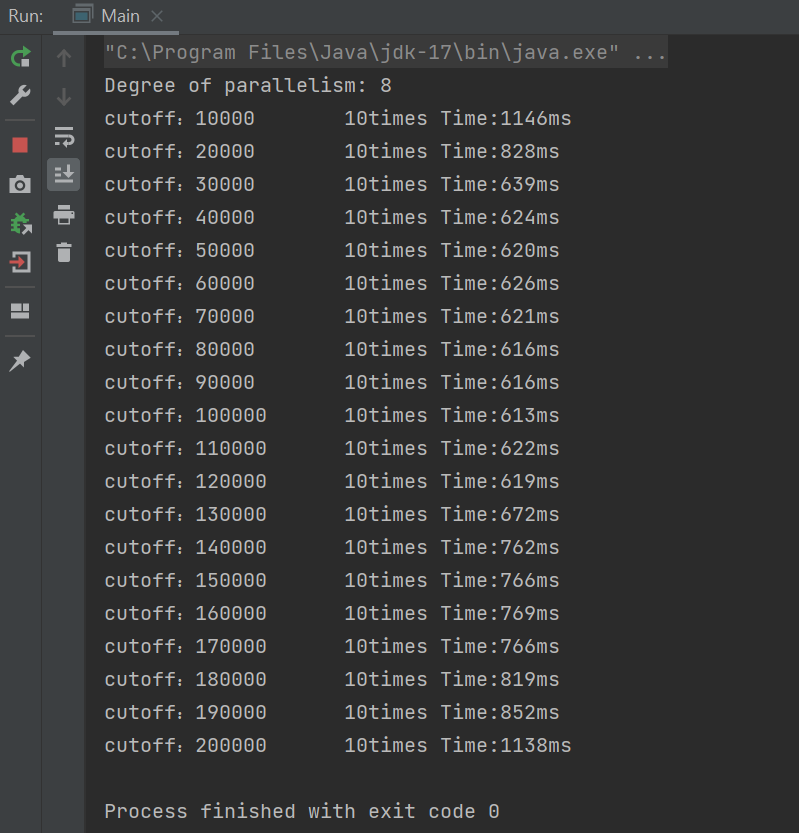 Run: Main
"C:\Program Files\Java\jdk-17\bin\java.exe" ...
Degree of parallelism: 8
cutoff：10000 10times Time:1146ms
cutoff：20000 10times Time:828ms
cutoff：30000 10times Time:639ms
cutoff：40000 10times Time:624ms
cutoff：50000 10times Time:620ms
cutoff：60000 10times Time:626ms
cutoff：70000 10times Time:621ms
cutoff：80000 10times Time:616ms
cutoff：90000 10times Time:616ms
cutoff：100000 10times Time:613ms
cutoff：110000 10times Time:622ms
cutoff：120000 10times Time:619ms
cutoff：130000 10times Time:672ms
cutoff：140000 10times Time:762ms
cutoff：150000 10times Time:766ms
cutoff：160000 10times Time:769ms
cutoff：170000 10times Time:766ms
cutoff：180000 10times Time:819ms
cutoff：190000 10times Time:852ms
cutoff：200000 10times Time:1138ms
Process finished with exit code 0